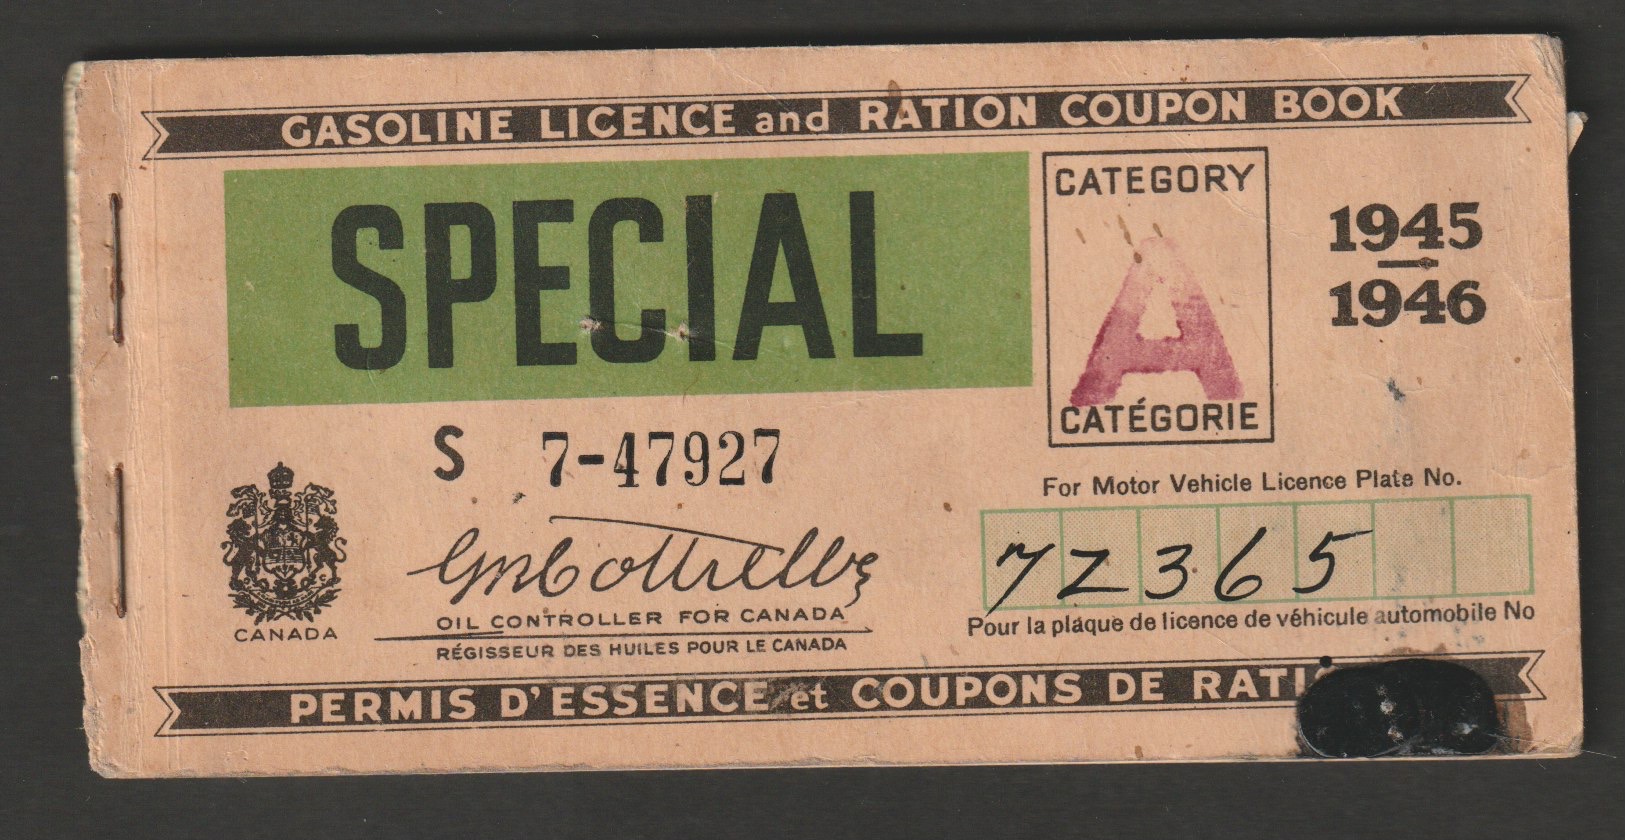 GASOLINE LICENCE and RATION COUPON BOOK
SPECIAL
CATEGORY
A
CATÉGORIE
1945
1946
S 7-47927
For Motor Vehicle Licence Plate No.
7Z365
Pour la plaque de licence de véhicule automobile No
CANADA
OIL CONTROLLER FOR CANADA
RÉGISSEUR DES HUILES POUR LE CANADA
PERMIS D'ESSENCE et COUPONS DE